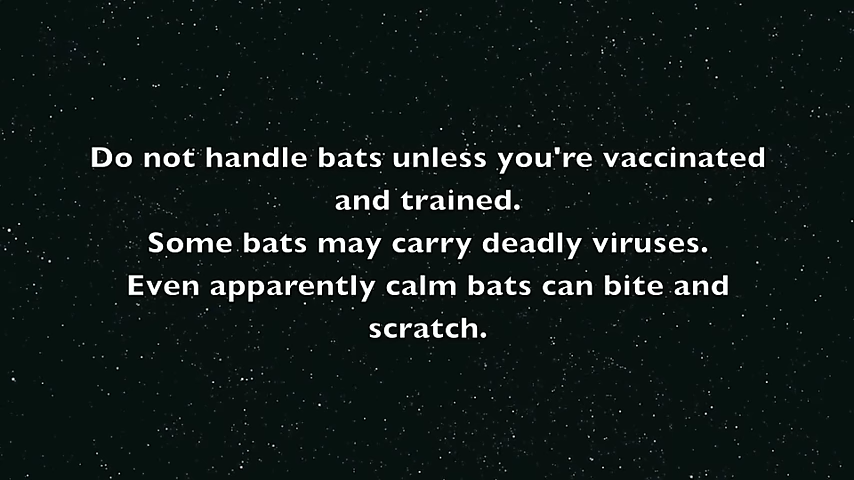 Do not handle bats unless you're vaccinated
and trained.
Some bats may carry deadly viruses.
Even apparently calm bats can bite and
scratch.